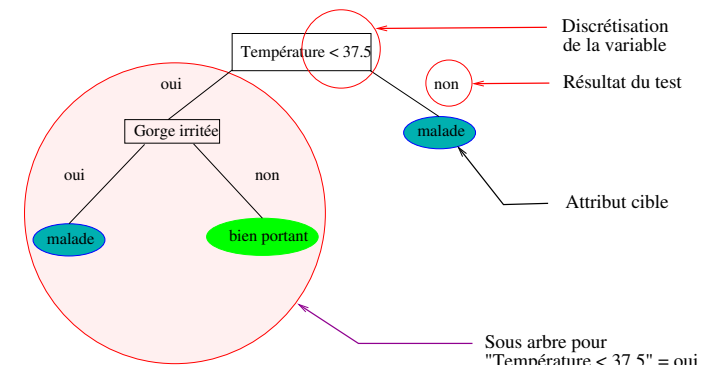 Discrétisation
de la variable
Température < 37.5
oui
non
Résultat du test
Gorge irritée
malade
oui
non
Attribut cible
malade
bien portant
Sous arbre pour
"Température < 37.5" = oui